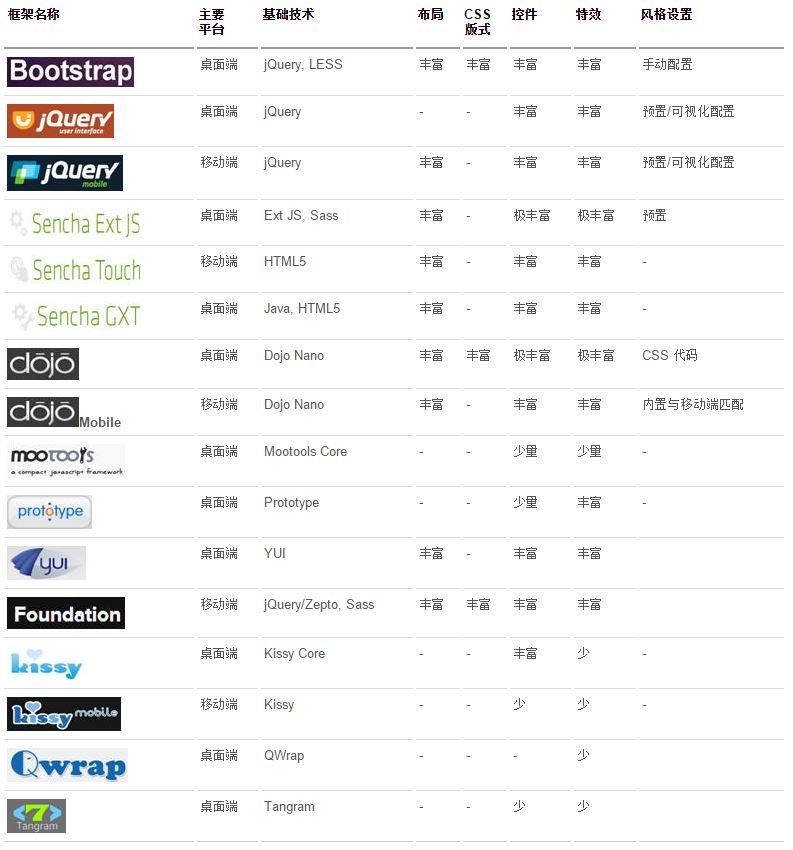 框架名称 主要 基础技术 布局 CSS 控件 特效 风格设置
平台 版式
Bootstrap 桌面端 jQuery, LESS 丰富 丰富 丰富 丰富 手动配置
jQuery 桌面端 jQuery - - 丰富 丰富 预置/可视化配置
user interface
jQuery 移动端 jQuery 丰富 - 丰富 丰富 预置/可视化配置
mobile
Sencha Ext JS 桌面端 Ext JS, Sass 丰富 - 极丰富 极丰富 预置
Sencha Touch 移动端 HTML5 丰富 - 丰富 丰富 -
Sencha GXT 桌面端 Java, HTML5 丰富 - 丰富 丰富 -
dōjō 桌面端 Dojo Nano 丰富 丰富 极丰富 极丰富 CSS 代码
dōjō Mobile 移动端 Dojo Nano 丰富 - 丰富 丰富 内置与移动端匹配
mootools 桌面端 Mootools Core - - 少量 少量 -
a compact javascript framework
prototype 桌面端 Prototype - - 少量 丰富 -
YUI 桌面端 YUI 丰富 - 丰富 丰富
Foundation 移动端 jQuery/Zepto, Sass 丰富 丰富 丰富 丰富
kissy 桌面端 Kissy Core - - 丰富 少 -
kissy mobile 移动端 Kissy - - 少 少 -
Qwrap 桌面端 QWrap - - - 少
<7> 桌面端 Tangram - - 少 少
Tangram